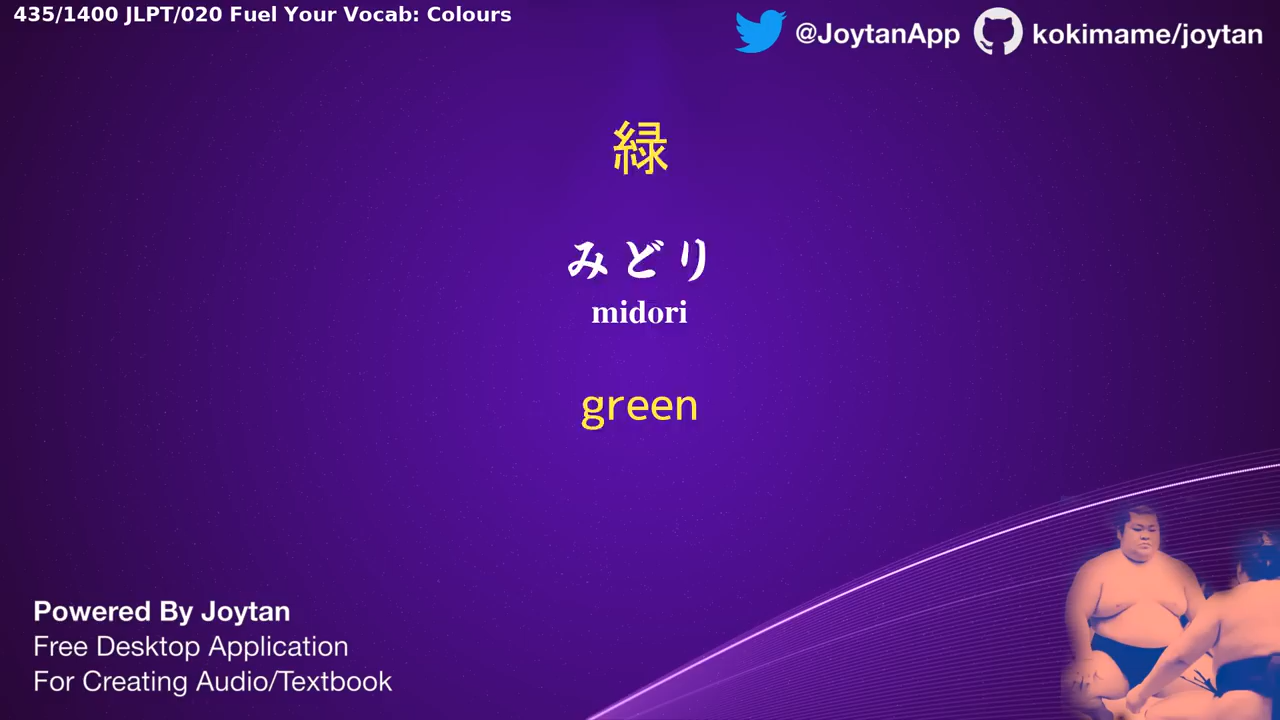 435/1400 JLPT/020 Fuel Your Vocab: Colours
@JoytanApp kokimame/joytan
緑
みどり
midori
green
Powered By Joytan
Free Desktop Application
For Creating Audio/Textbook